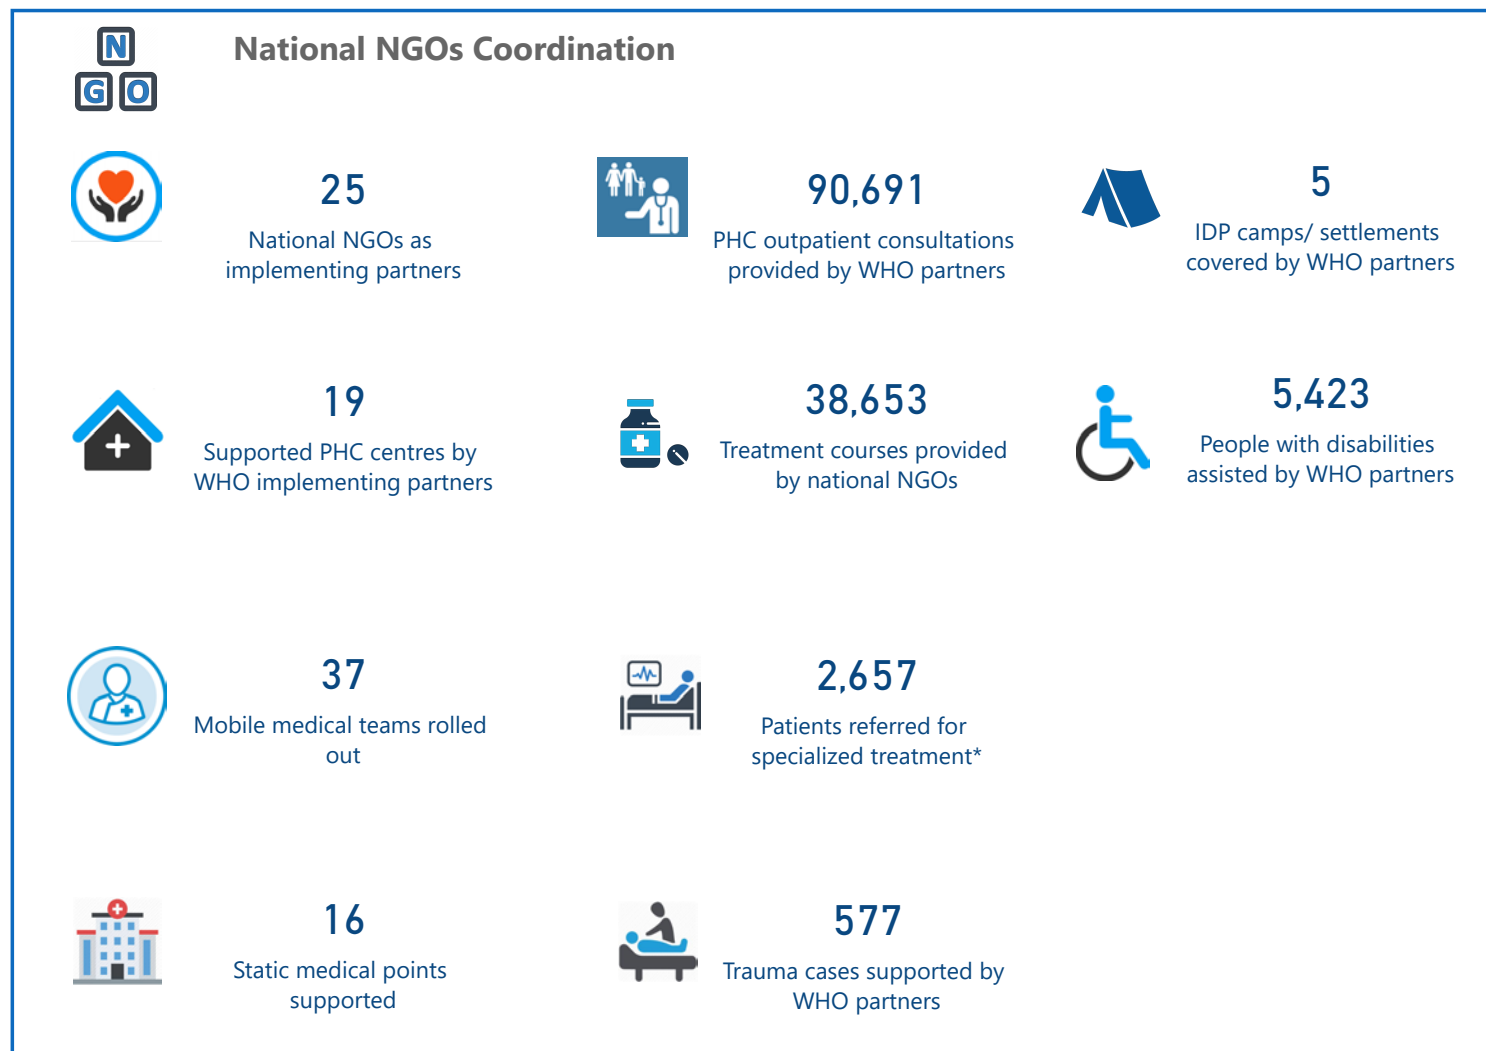 N
G O
National NGOs Coordination
25
National NGOs as
implementing partners
90,691
PHC outpatient consultations
provided by WHO partners
5
IDP camps/ settlements
covered by WHO partners
19
Supported PHC centres by
WHO implementing partners
38,653
Treatment courses provided
by national NGOs
5,423
People with disabilities
assisted by WHO partners
37
Mobile medical teams rolled
out
2,657
Patients referred for
specialized treatment*
16
Static medical points
supported
577
Trauma cases supported by
WHO partners